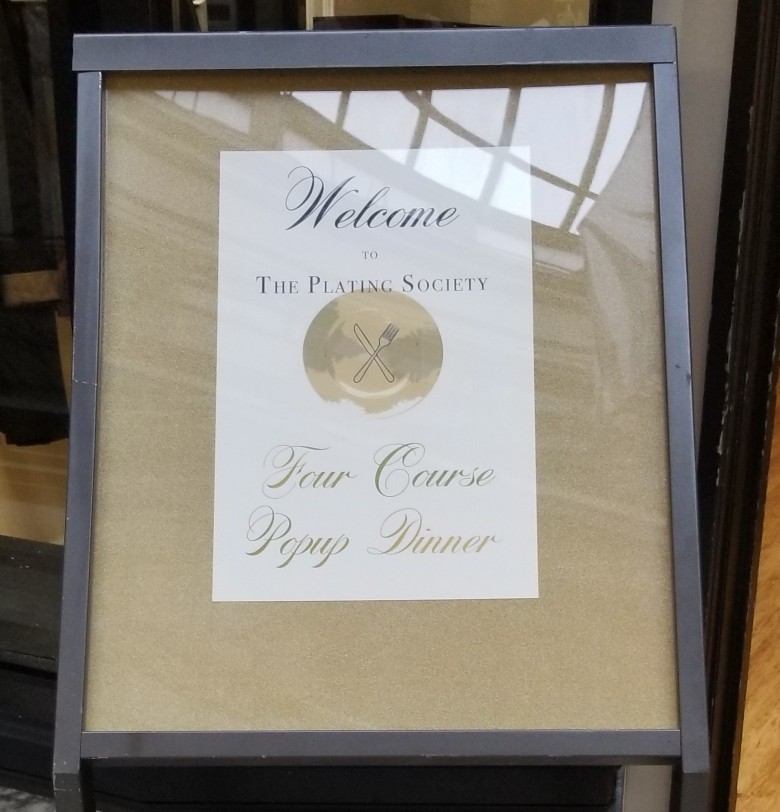 Welcome
TO
THE PLATING SOCIETY
Four Course
Popup Dinner